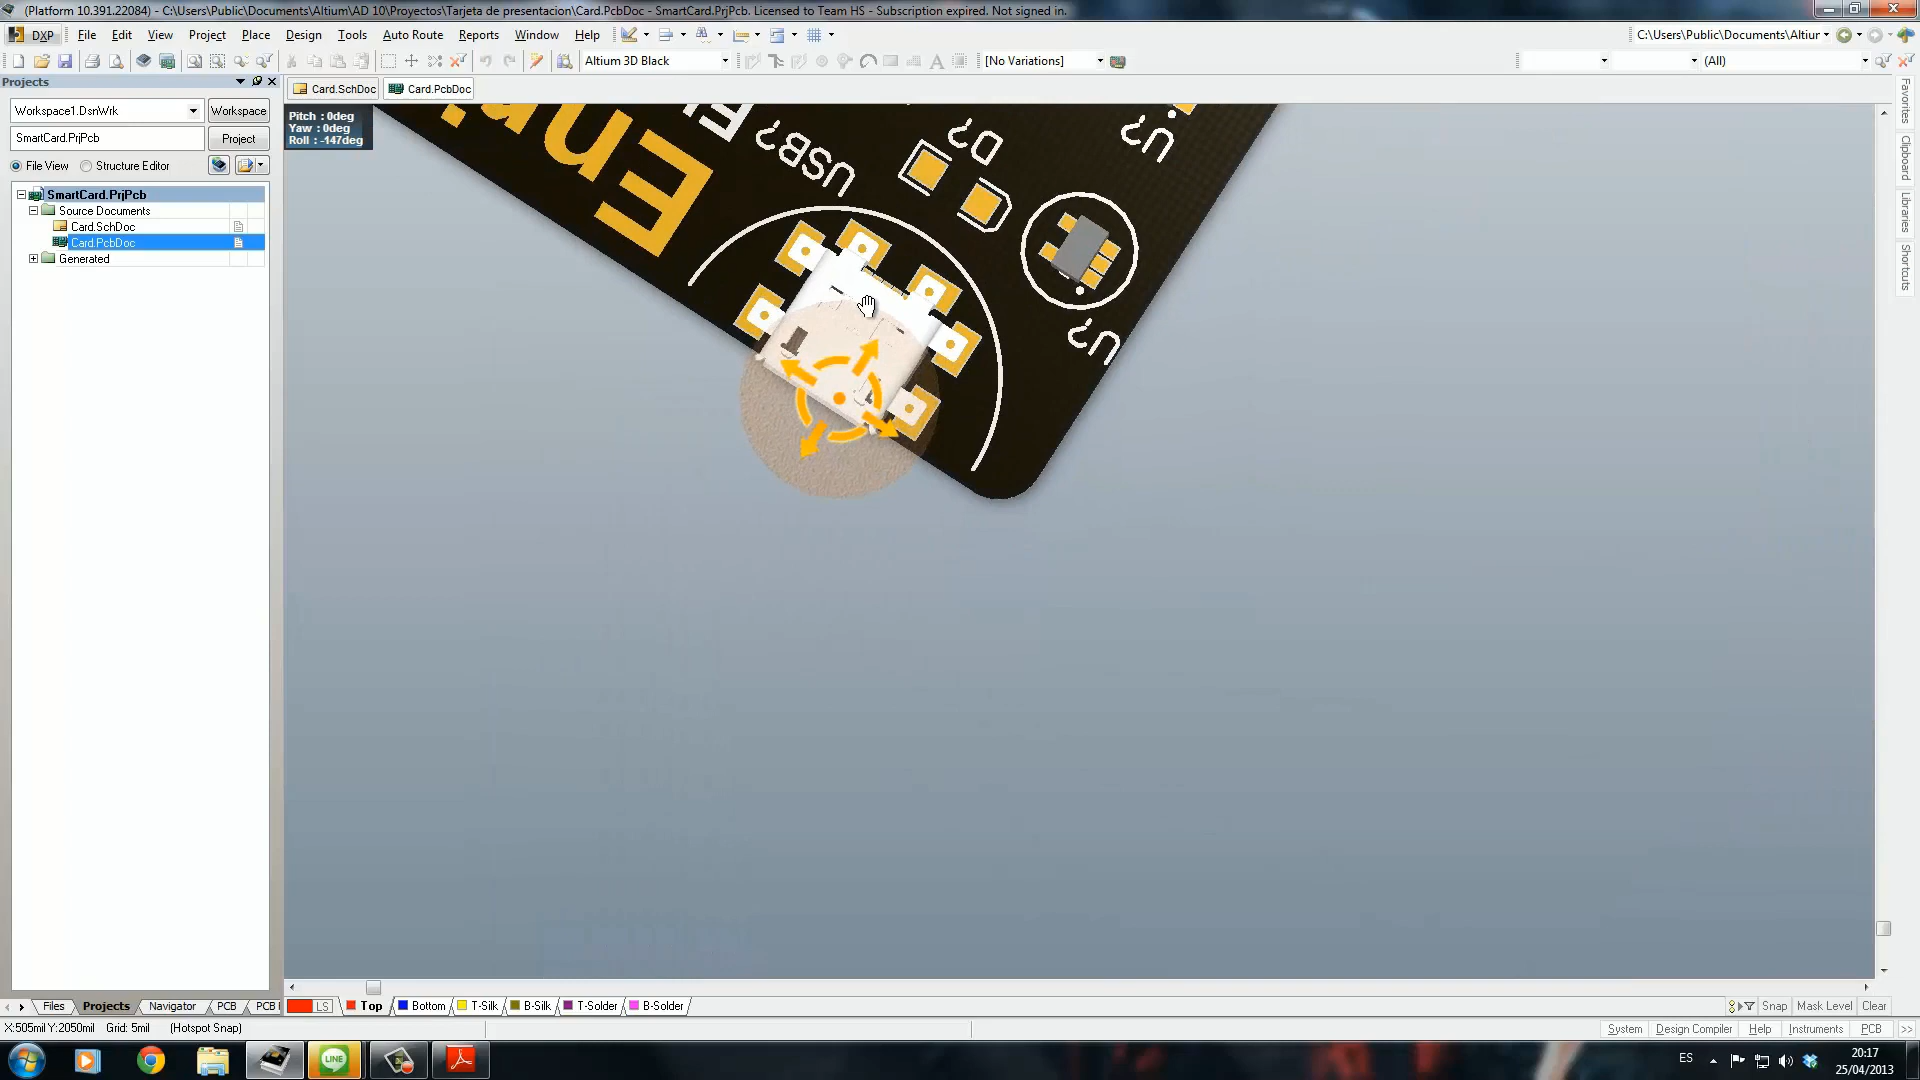 (Platform 10.391.22084) - C:\Users\Public\Documents\Altium\AD 10\Proyectos\Tarjeta de presentacion\Card.PcbDoc - SmartCard.PrjPcb. Licensed to Team HS - Subscription expired. Not signed in.
DXP File Edit View Project Place Design Tools Auto Route Reports Window Help C:\Users\Public\Documents\Altiur
Altium 3D Black [No Variations] (All)
Projects
Card.SchDoc Card.PcbDoc
Workspace1.DsnWrk Workspace
SmartCard.PrjPcb Project
File View Structure Editor
SmartCard.PrjPcb
Source Documents
Card.SchDoc
Card.PcbDoc
Generated
Pitch : 0deg
Yaw : 0deg
Roll : -147deg
USB?
D?
U?
U?
Favorites
Clipboard
Libraries
Shortcuts
Files Projects Navigator PCB PCB I
LS Top Bottom T-Silk B-Silk T-Solder B-Solder
Snap Mask Level Clear
X:505mil Y:2050mil Grid: 5mil (Hotspot Snap)
System Design Compiler Help Instruments PCB >>
LINE
ES
20:17
25/04/2013